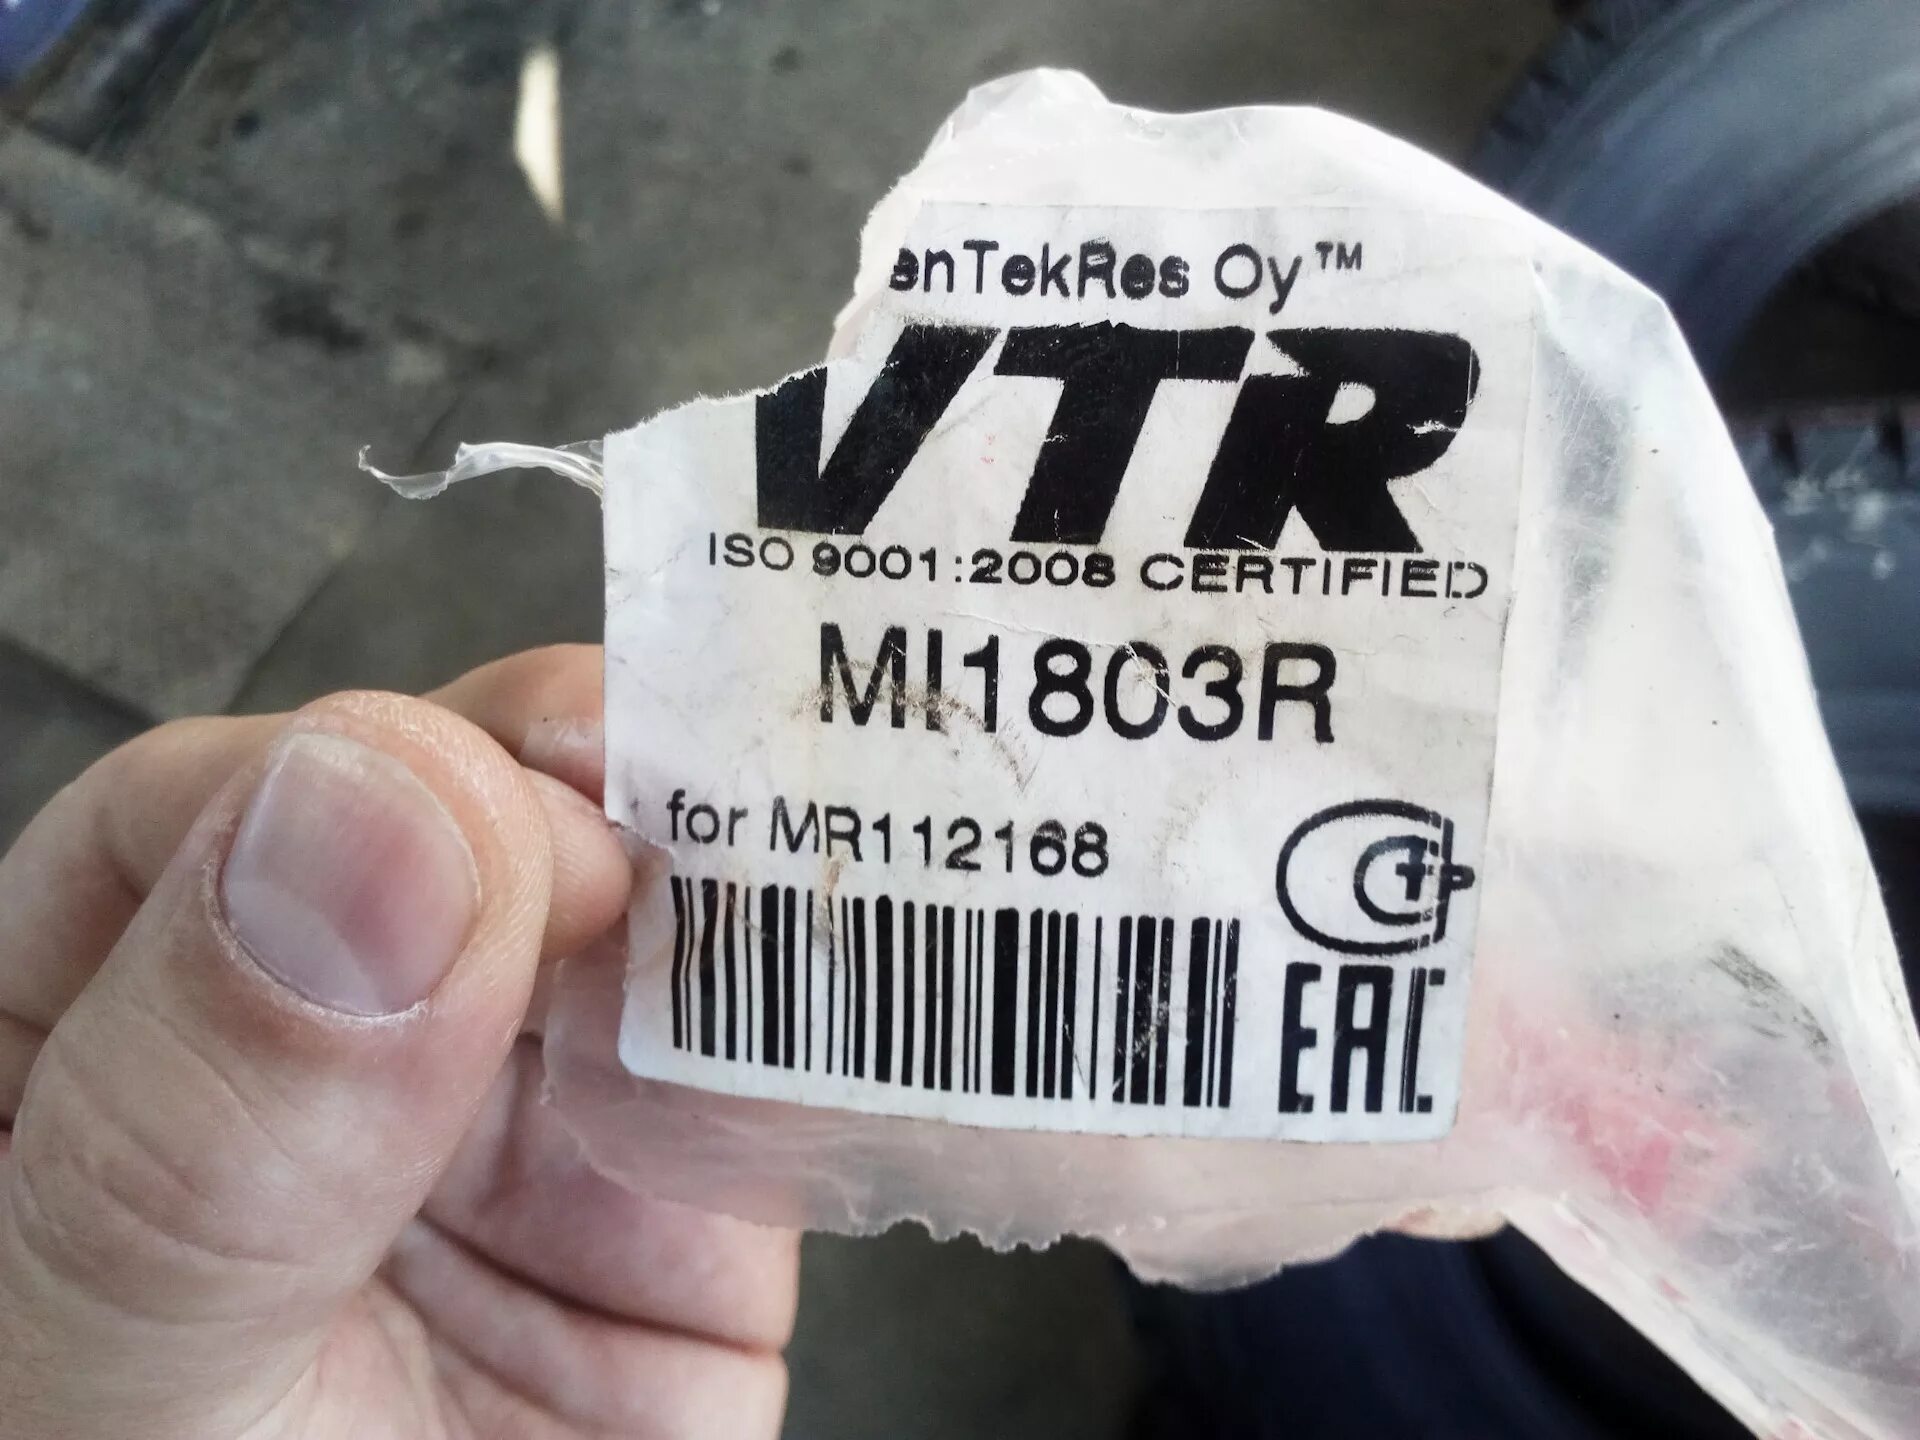 enTekRes Oy™
VTR
ISO 9001:2008 CERTIFIED
MI1803R
for MR112168
EAC